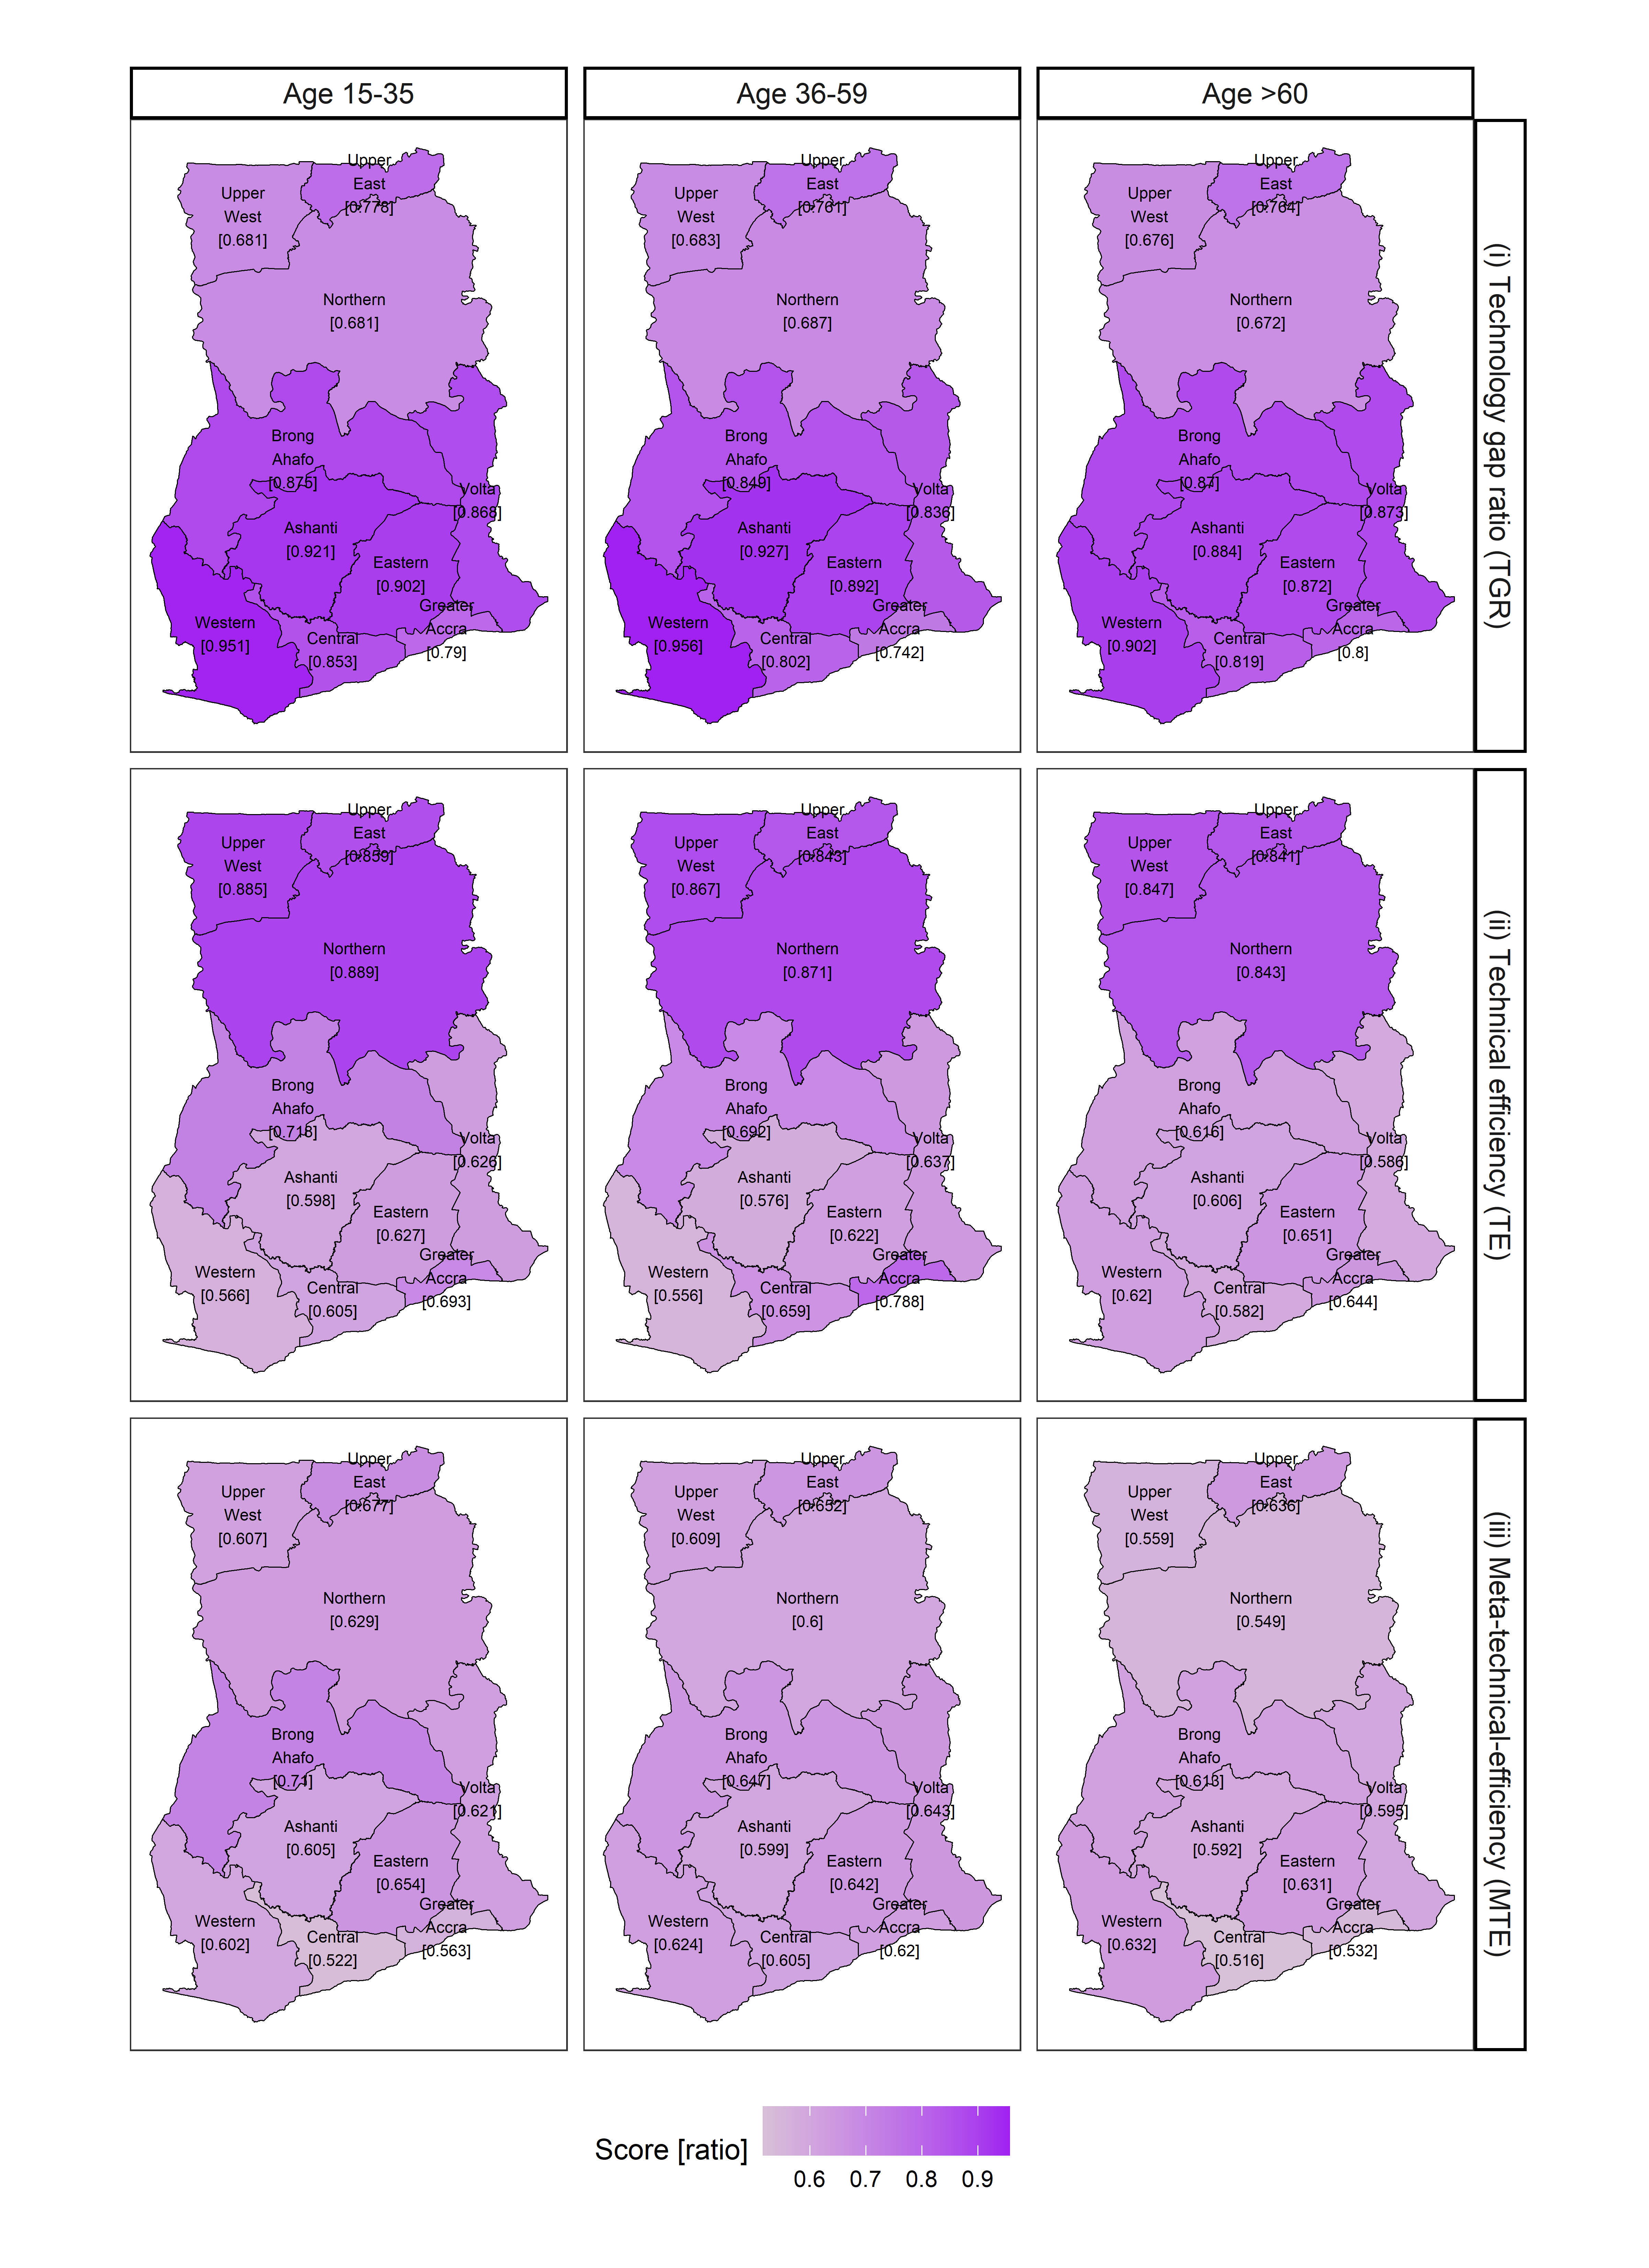 Age 15-35
Age 36-59
Age >60
Upper
East
[0.778]
Upper
West
[0.681]
Northern
[0.681]
Brong
Ahafo
[0.875]
Volta
[0.868]
Ashanti
[0.921]
Eastern
[0.902]
Greater
Accra
[0.79]
Western
[0.951]
Central
[0.853]
Upper
East
[0.761]
Upper
West
[0.683]
Northern
[0.687]
Brong
Ahafo
[0.849]
Volta
[0.836]
Ashanti
[0.927]
Eastern
[0.892]
Greater
Accra
[0.742]
Western
[0.956]
Central
[0.802]
Upper
East
[0.764]
Upper
West
[0.676]
Northern
[0.672]
Brong
Ahafo
[0.87]
Volta
[0.873]
Ashanti
[0.884]
Eastern
[0.872]
Greater
Accra
[0.8]
Western
[0.902]
Central
[0.819]
(i) Technology gap ratio (TGR)
Upper
East
[0.859]
Upper
West
[0.885]
Northern
[0.889]
Brong
Ahafo
[0.718]
Volta
[0.626]
Ashanti
[0.598]
Eastern
[0.627]
Greater
Accra
[0.693]
Western
[0.566]
Central
[0.605]
Upper
East
[0.843]
Upper
West
[0.867]
Northern
[0.871]
Brong
Ahafo
[0.692]
Volta
[0.637]
Ashanti
[0.576]
Eastern
[0.622]
Greater
Accra
[0.788]
Western
[0.556]
Central
[0.659]
Upper
East
[0.841]
Upper
West
[0.847]
Northern
[0.843]
Brong
Ahafo
[0.616]
Volta
[0.586]
Ashanti
[0.606]
Eastern
[0.651]
Greater
Accra
[0.644]
Western
[0.62]
Central
[0.582]
(ii) Technical efficiency (TE)
Upper
East
[0.677]
Upper
West
[0.607]
Northern
[0.629]
Brong
Ahafo
[0.71]
Volta
[0.621]
Ashanti
[0.605]
Eastern
[0.654]
Greater
Accra
[0.563]
Western
[0.602]
Central
[0.522]
Upper
East
[0.652]
Upper
West
[0.609]
Northern
[0.6]
Brong
Ahafo
[0.647]
Volta
[0.643]
Ashanti
[0.599]
Eastern
[0.642]
Greater
Accra
[0.62]
Western
[0.624]
Central
[0.605]
Upper
East
[0.636]
Upper
West
[0.559]
Northern
[0.549]
Brong
Ahafo
[0.613]
Volta
[0.595]
Ashanti
[0.592]
Eastern
[0.631]
Greater
Accra
[0.532]
Western
[0.632]
Central
[0.516]
(iii) Meta-technical-efficiency (MTE)
Score [ratio]
0.6 0.7 0.8 0.9